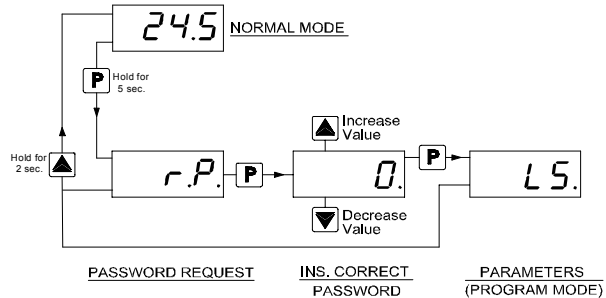 24.5
NORMAL MODE
P
Hold for
5 sec.
Hold for
2 sec.
r.P.
P
Increase
Value
0.
Decrease
Value
P
LS.
PASSWORD REQUEST
INS. CORRECT
PASSWORD
PARAMETERS
(PROGRAM MODE)